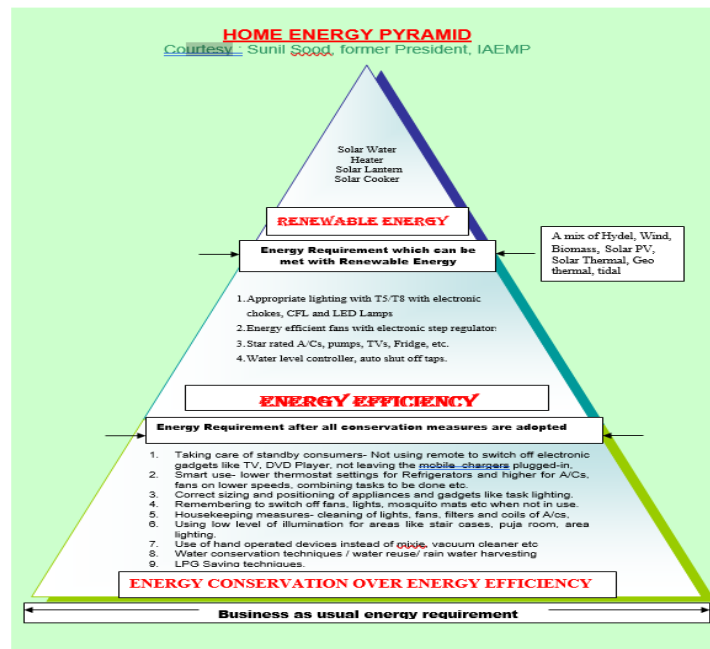 HOME ENERGY PYRAMID
Courtesy : Sunil Sood, former President, IAEMP
Solar Water
Heater
Solar Lantern
Solar Cooker
RENEWABLE ENERGY
Energy Requirement which can be
met with Renewable Energy
A mix of Hydel, Wind,
Biomass, Solar PV,
Solar Thermal, Geo
thermal, tidal
1. Appropriate lighting with T5/T8 with electronic
chokes, CFL and LED Lamps
2. Energy efficient fans with electronic step regulator
3. Star rated A/Cs, pumps, TVs, Fridge, etc.
4. Water level controller, auto shut off taps.
ENERGY EFFICIENCY
Energy Requirement after all conservation measures are adopted
1. Taking care of standby consumers- Not using remote to switch off electronic
gadgets like TV, DVD Player, not leaving the mobile chargers plugged-in,
2. Smart use- lower thermostat settings for Refrigerators and higher for A/Cs,
fans on lower speeds, combining tasks to be done etc.
3. Correct sizing and positioning of appliances and gadgets like task lighting.
4. Remembering to switch off fans, lights, mosquito mats etc when not in use.
5. Housekeeping measures- cleaning of lights, fans, filters and coils of A/cs,
6. Using low level of illumination for areas like stair cases, puja room, area
lighting.
7. Use of hand operated devices instead of mixie, vacuum cleaner etc
8. Water conservation techniques / water reuse/ rain water harvesting
9. LPG Saving techniques.
ENERGY CONSERVATION OVER ENERGY EFFICIENCY
Business as usual energy requirement